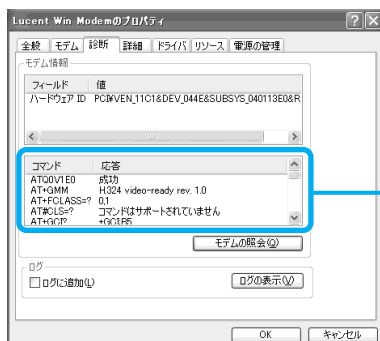 Lucent Win Modemのプロパティ
全般 モデム 診断 詳細 ドライバ リソース 電源の管理
モデム情報
フィールド 値
ハードウェア ID PCI¥VEN_11C1&DEV_044E&SUBSYS_040113E0&R
コマンド 応答
ATQ0V1E0 成功
AT+GMM H.324 video-ready rev. 1.0
AT+FCLASS=? 0,1
AT#CLS=? コマンドはサポートされていません
AT+GCI? +GCI:B5
モデムの照会(Q)
ログ
ログに追加(L) ログの表示(V)
OK キャンセル